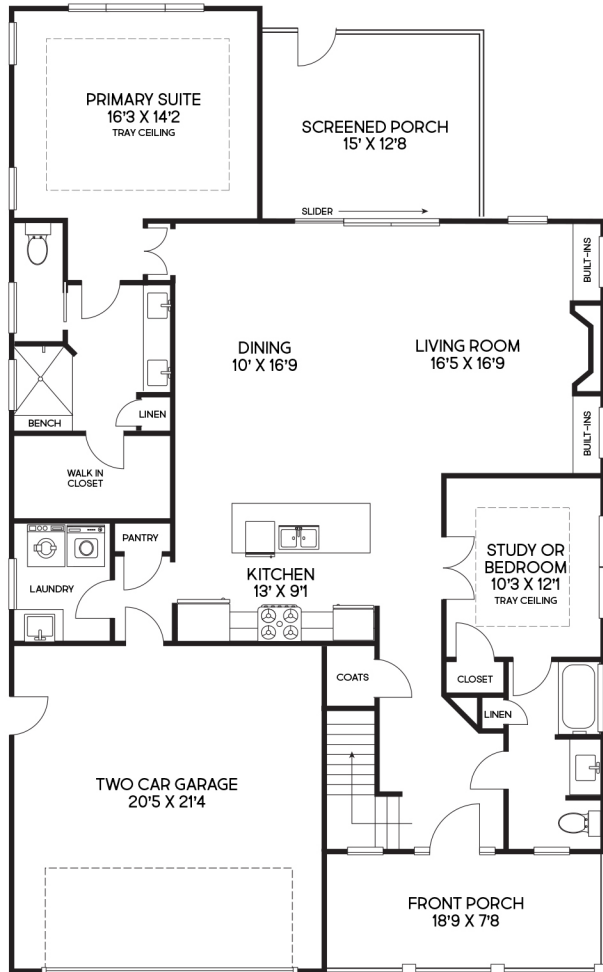 PRIMARY SUITE
16'3 X 14'2
TRAY CEILING
SCREENED PORCH
15' X 12'8
SLIDER
BUILT-INS
DINING
10' X 16'9
LIVING ROOM
16'5 X 16'9
LINEN
BENCH
BUILT-INS
WALK IN
CLOSET
PANTRY
LAUNDRY
KITCHEN
13' X 9'1
STUDY OR
BEDROOM
10'3 X 12'1
TRAY CEILING
COATS
CLOSET
LINEN
TWO CAR GARAGE
20'5 X 21'4
FRONT PORCH
18'9 X 7'8